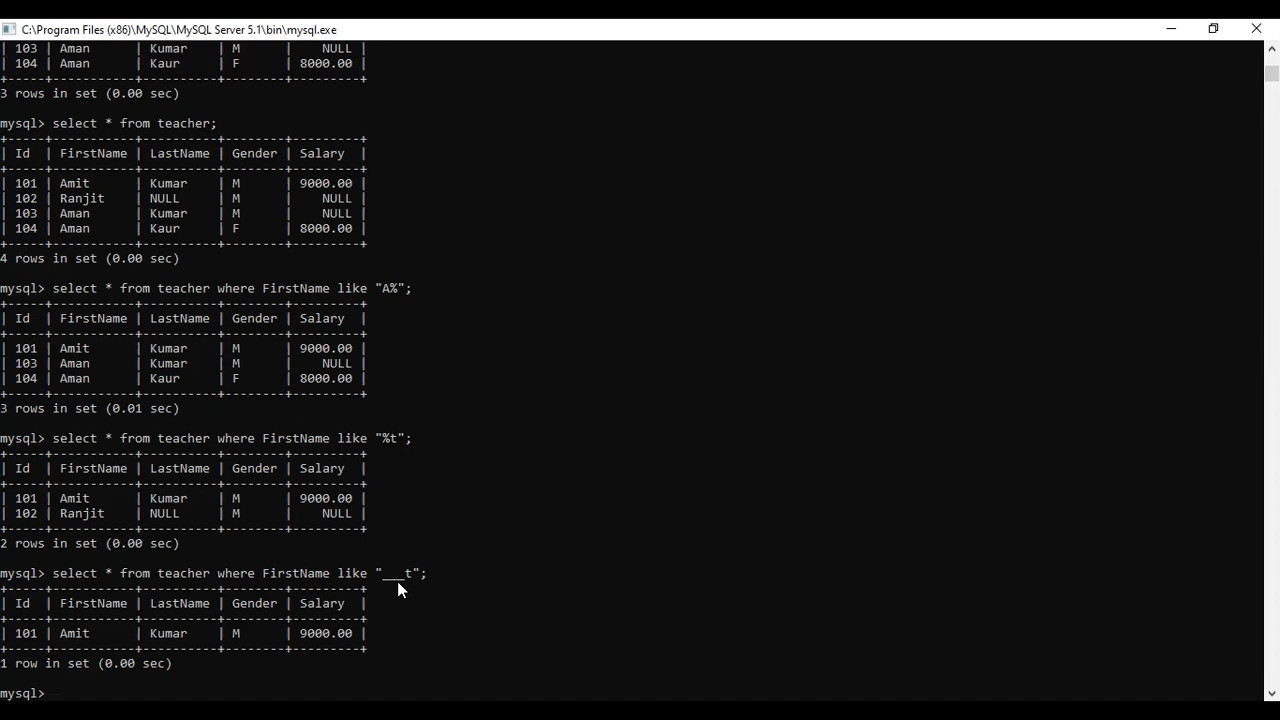 C:\Program Files (x86)\MySQL\MySQL Server 5.1\bin\mysql.exe
| 103 | Aman      | Kumar    | M      |    NULL |
| 104 | Aman      | Kaur     | F      | 8000.00 |
+-----+-----------+----------+--------+---------+
3 rows in set (0.00 sec)
mysql> select * from teacher;
+-----+-----------+----------+--------+---------+
| Id  | FirstName | LastName | Gender | Salary  |
+-----+-----------+----------+--------+---------+
| 101 | Amit      | Kumar    | M      | 9000.00 |
| 102 | Ranjit    | NULL     | M      |    NULL |
| 103 | Aman      | Kumar    | M      |    NULL |
| 104 | Aman      | Kaur     | F      | 8000.00 |
+-----+-----------+----------+--------+---------+
4 rows in set (0.00 sec)
mysql> select * from teacher where FirstName like "A%";
+-----+-----------+----------+--------+---------+
| Id  | FirstName | LastName | Gender | Salary  |
+-----+-----------+----------+--------+---------+
| 101 | Amit      | Kumar    | M      | 9000.00 |
| 103 | Aman      | Kumar    | M      |    NULL |
| 104 | Aman      | Kaur     | F      | 8000.00 |
+-----+-----------+----------+--------+---------+
3 rows in set (0.01 sec)
mysql> select * from teacher where FirstName like "%t";
+-----+-----------+----------+--------+---------+
| Id  | FirstName | LastName | Gender | Salary  |
+-----+-----------+----------+--------+---------+
| 101 | Amit      | Kumar    | M      | 9000.00 |
| 102 | Ranjit    | NULL     | M      |    NULL |
+-----+-----------+----------+--------+---------+
2 rows in set (0.00 sec)
mysql> select * from teacher where FirstName like "___t";
+-----+-----------+----------+--------+---------+
| Id  | FirstName | LastName | Gender | Salary  |
+-----+-----------+----------+--------+---------+
| 101 | Amit      | Kumar    | M      | 9000.00 |
+-----+-----------+----------+--------+---------+
1 row in set (0.00 sec)
mysql>